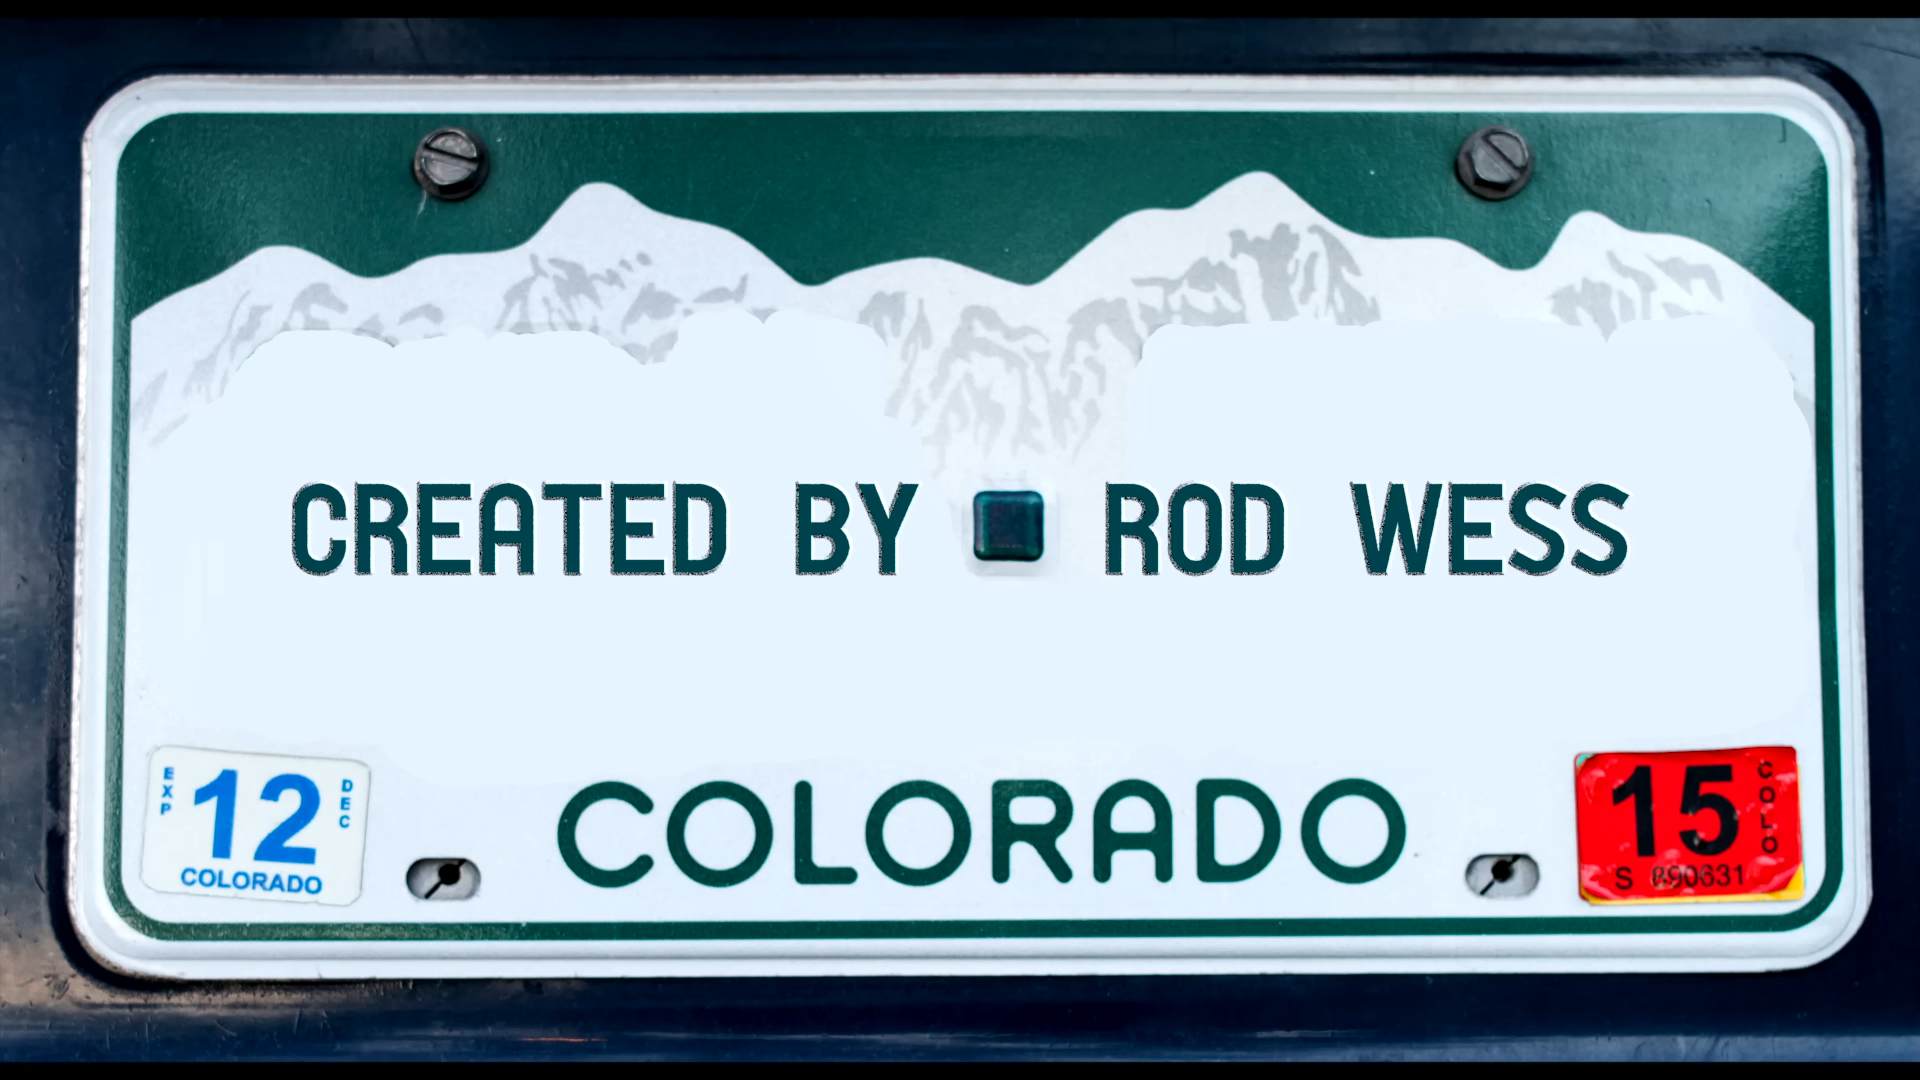 CREATED BY ROD WESS
EXP 12 DEC
COLORADO
COLORADO
15 COLO
S 890631